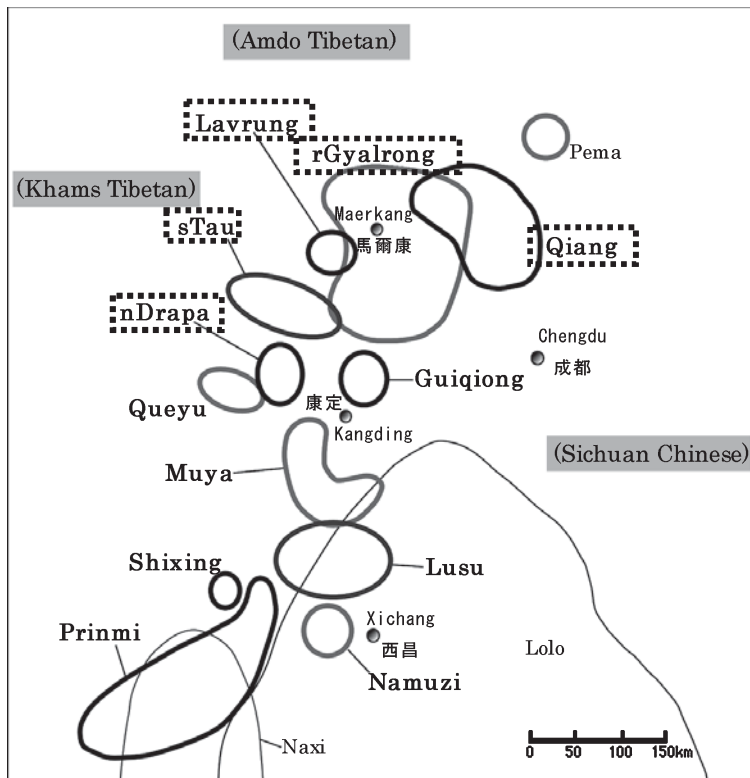 (Amdo Tibetan)
Lavrung
rGyalrong
Pema
(Khams Tibetan)
Maerkang
馬爾康
sTau
Qiang
nDrapa
Chengdu
成都
Guiqiong
Queyu
康定
Kangding
(Sichuan Chinese)
Muya
Shixing
Lusu
Xichang
西昌
Prinmi
Lolo
Namuzi
Naxi
0 50 100 150km